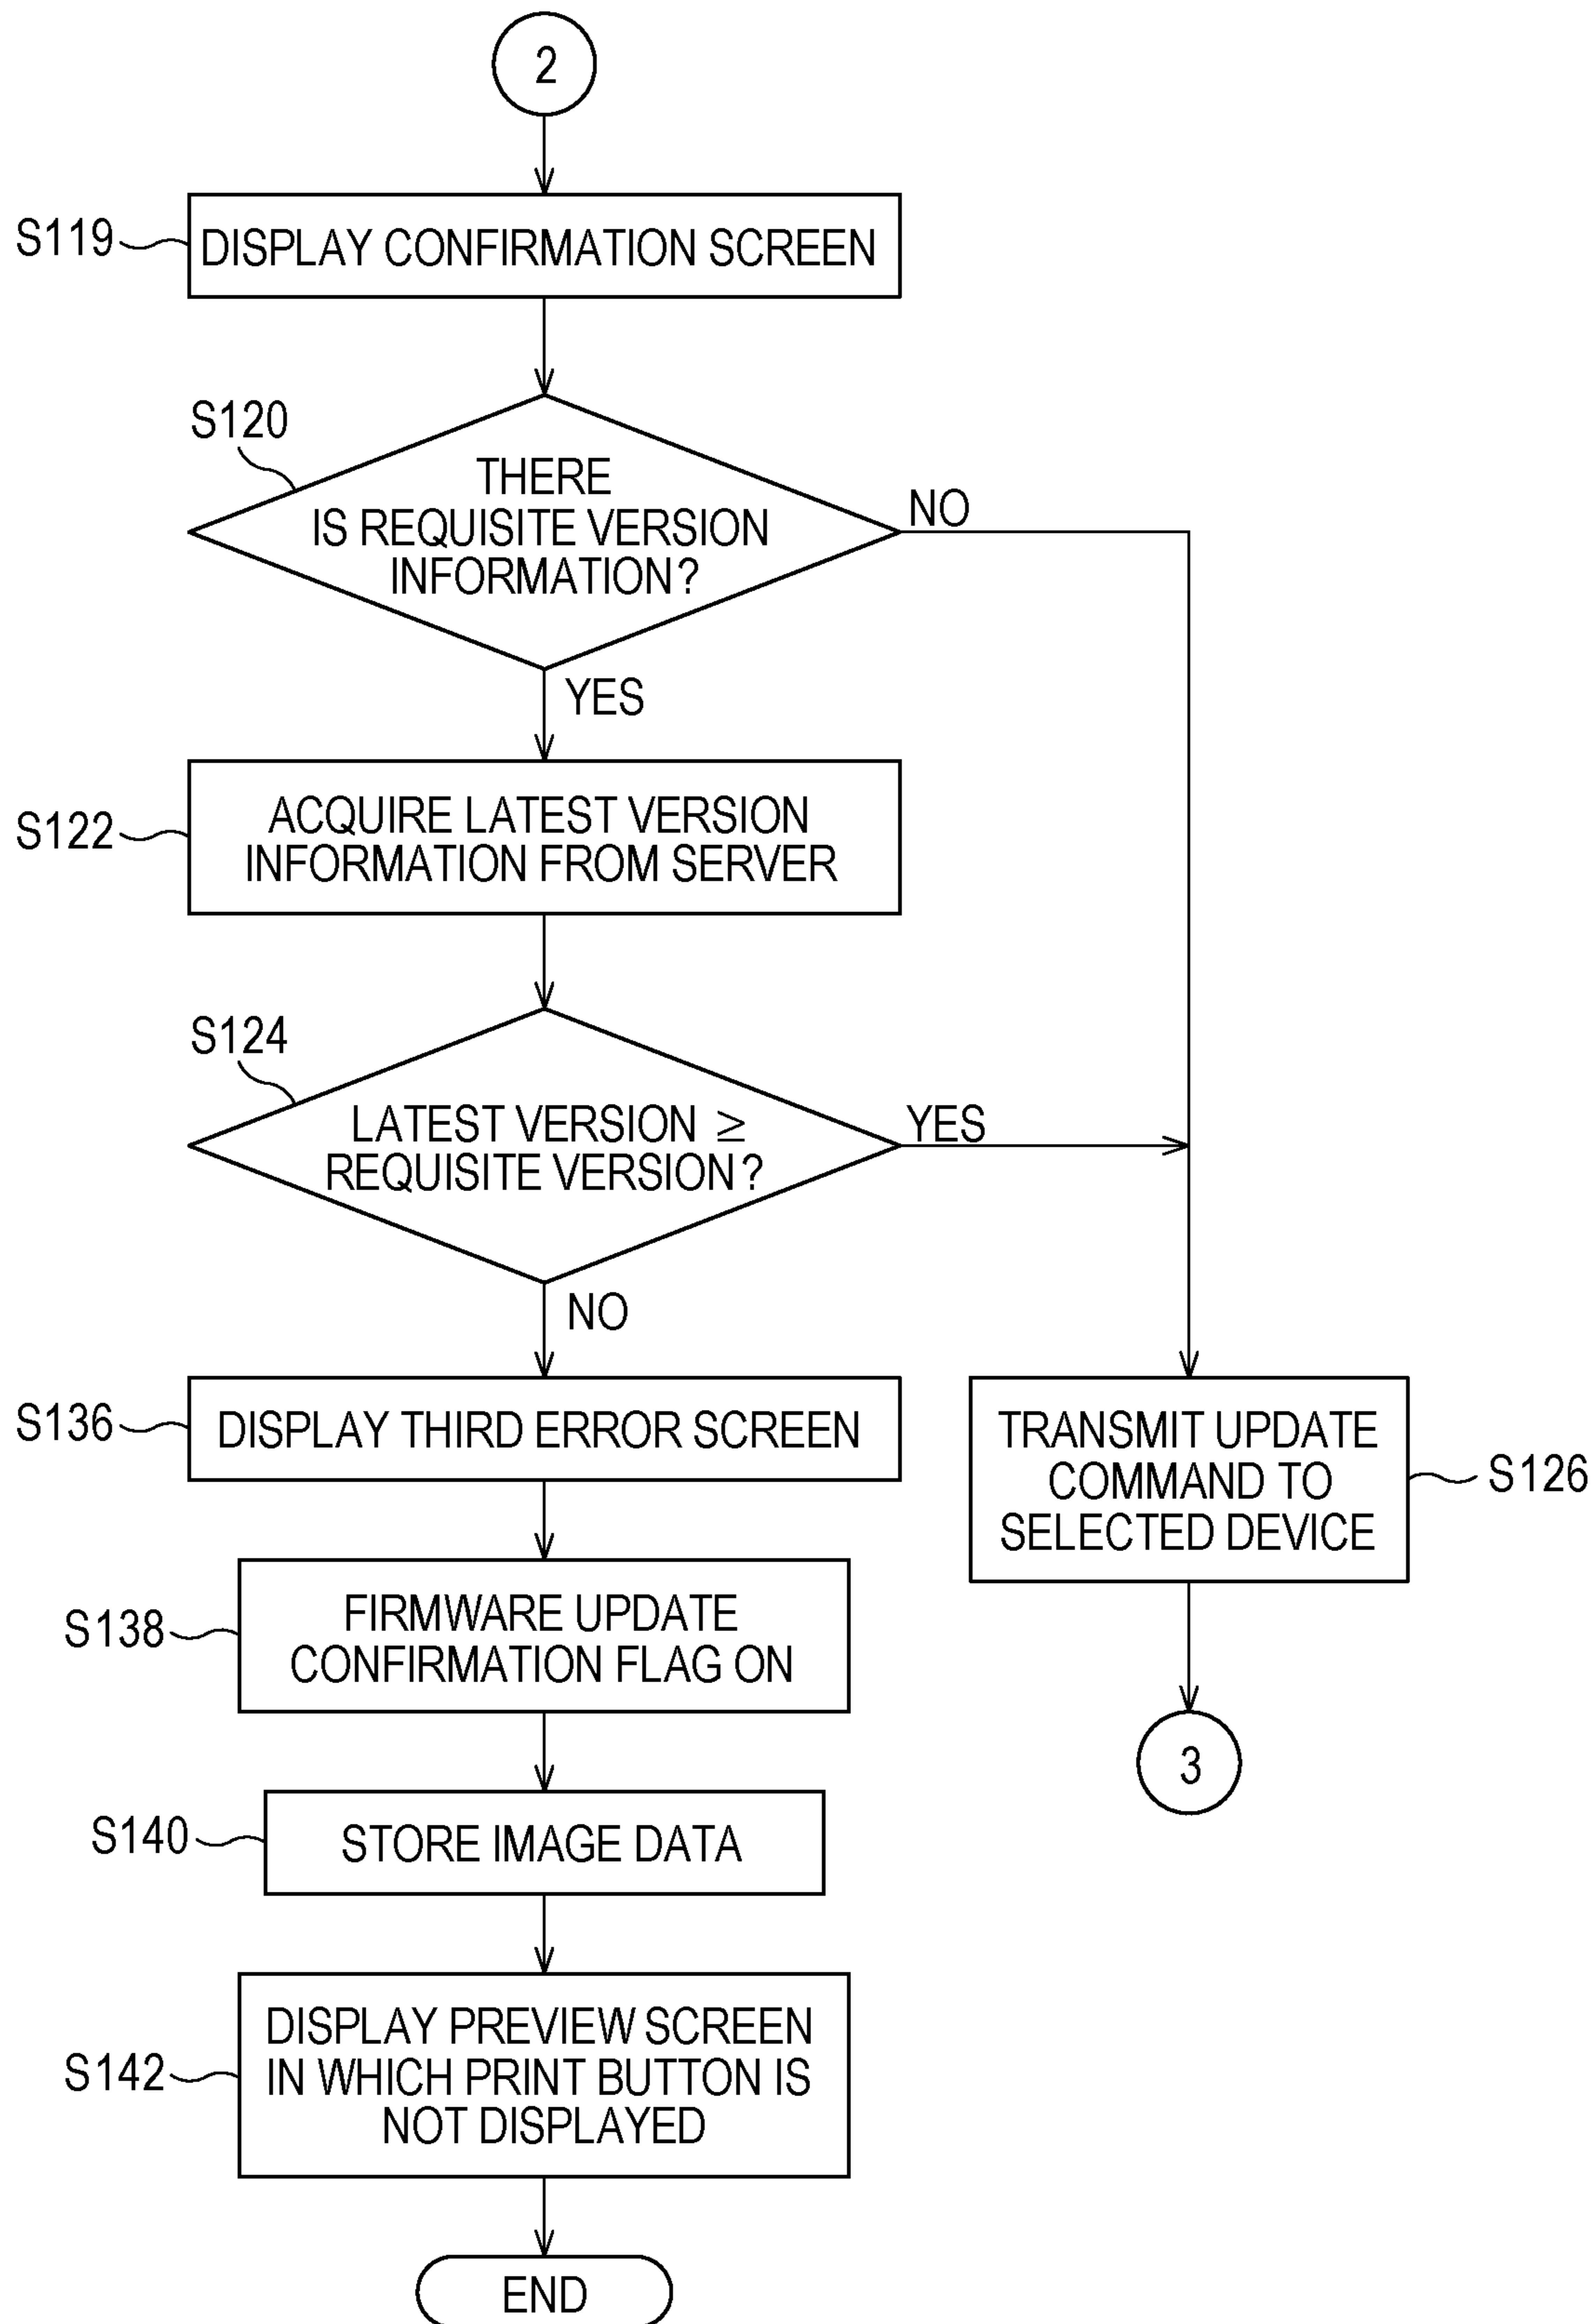 2
S119
DISPLAY CONFIRMATION SCREEN
S120
THERE
IS REQUISITE VERSION
INFORMATION?
NO
YES
S122
ACQUIRE LATEST VERSION
INFORMATION FROM SERVER
S124
LATEST VERSION ≥
REQUISITE VERSION?
YES
NO
S136
DISPLAY THIRD ERROR SCREEN
TRANSMIT UPDATE
COMMAND TO
SELECTED DEVICE
S126
S138
FIRMWARE UPDATE
CONFIRMATION FLAG ON
3
S140
STORE IMAGE DATA
S142
DISPLAY PREVIEW SCREEN
IN WHICH PRINT BUTTON IS
NOT DISPLAYED
END